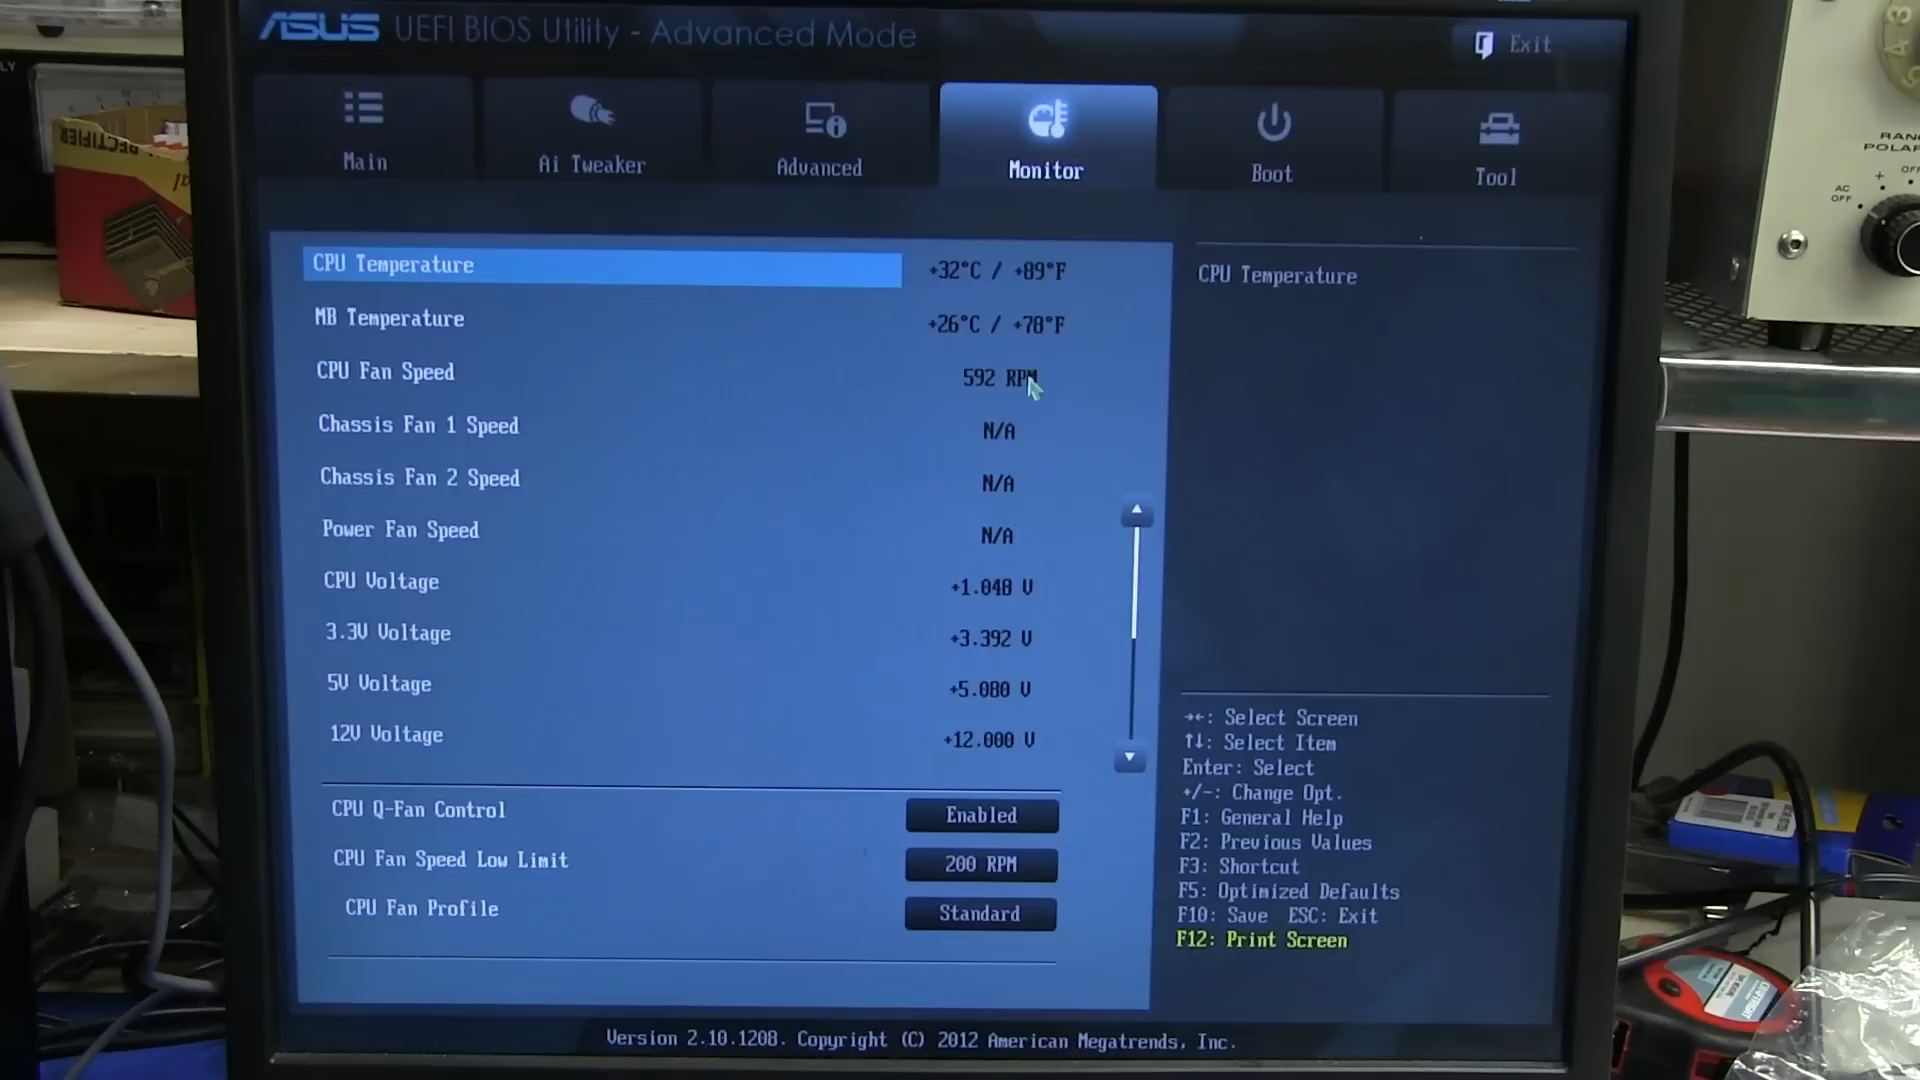 ASUS UEFI BIOS Utility - Advanced Mode
Exit
Main
Ai Tweaker
Advanced
Monitor
Boot
Tool
CPU Temperature +32°C / +89°F
MB Temperature +26°C / +78°F
CPU Fan Speed 592 RPM
Chassis Fan 1 Speed N/A
Chassis Fan 2 Speed N/A
Power Fan Speed N/A
CPU Voltage +1.048 V
3.3V Voltage +3.392 V
5V Voltage +5.080 V
12V Voltage +12.000 V
CPU Q-Fan Control Enabled
CPU Fan Speed Low Limit 200 RPM
CPU Fan Profile Standard
CPU Temperature
→←: Select Screen
↑↓: Select Item
Enter: Select
+/-: Change Opt.
F1: General Help
F2: Previous Values
F3: Shortcut
F5: Optimized Defaults
F10: Save ESC: Exit
F12: Print Screen
Version 2.10.1208. Copyright (C) 2012 American Megatrends, Inc.
RECTIFIER
AC
OFF
+